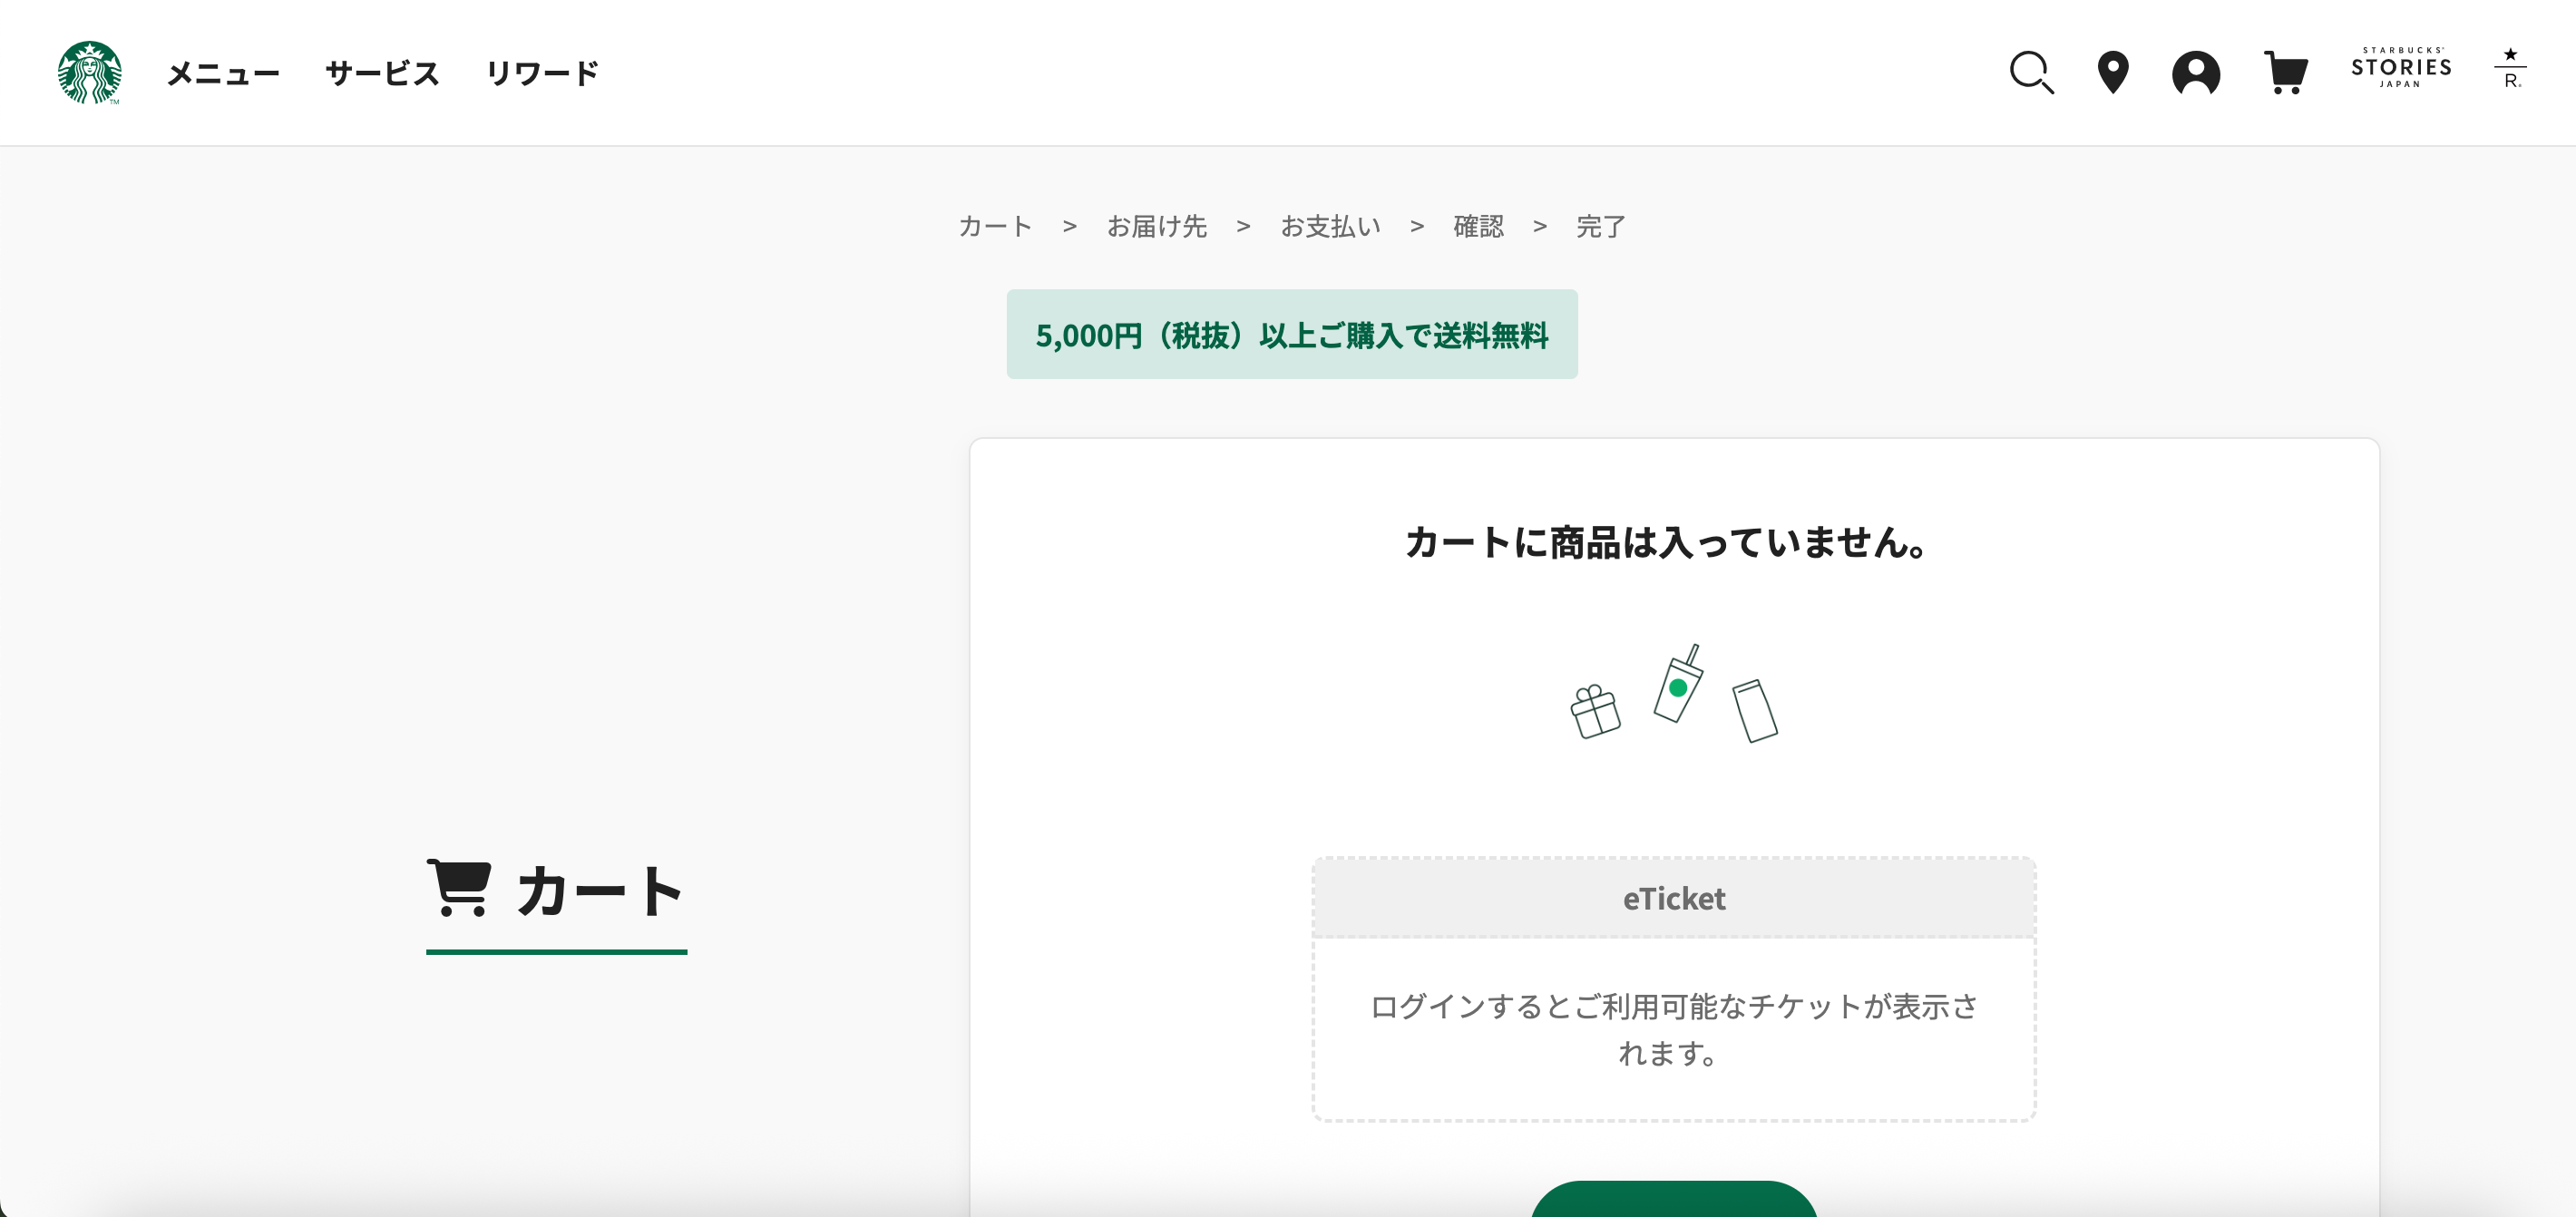 メニュー サービス リワード
STARBUCKS
STORIES
JAPAN
R
カート > お届け先 > お支払い > 確認 > 完了
5,000円（税抜）以上ご購入で送料無料
カートに商品は入っていません。
カート
eTicket
ログインするとご利用可能なチケットが表示さ
れます。